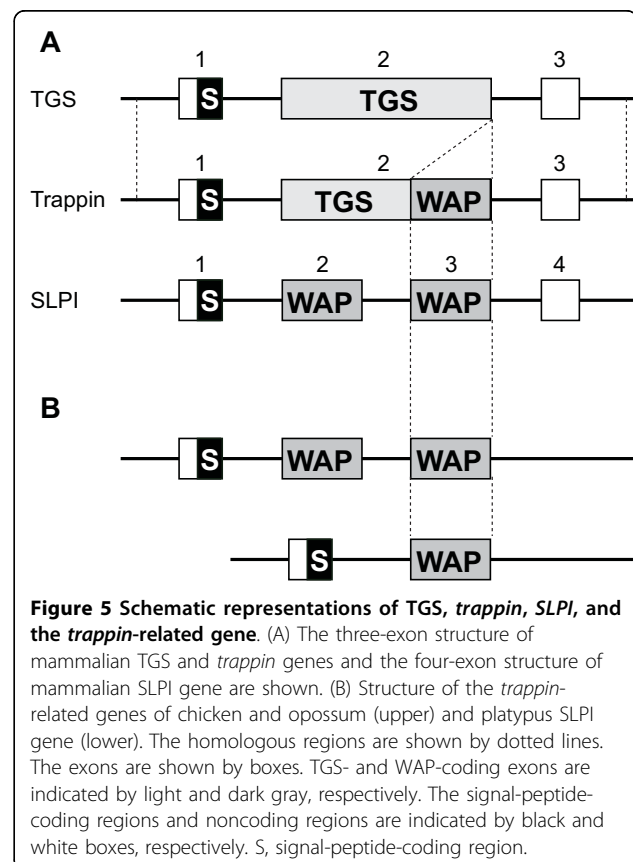 A
1 2 3
TGS S TGS
1 2 3
Trappin S TGS WAP
1 2 3 4
SLPI S WAP WAP
B
S WAP WAP
S WAP
Figure 5 Schematic representations of TGS, trappin, SLPI, and
the trappin-related gene. (A) The three-exon structure of
mammalian TGS and trappin genes and the four-exon structure of
mammalian SLPI gene are shown. (B) Structure of the trappin-
related genes of chicken and opossum (upper) and platypus SLPI
gene (lower). The homologous regions are shown by dotted lines.
The exons are shown by boxes. TGS- and WAP-coding exons are
indicated by light and dark gray, respectively. The signal-peptide-
coding regions and noncoding regions are indicated by black and
white boxes, respectively. S, signal-peptide-coding region.